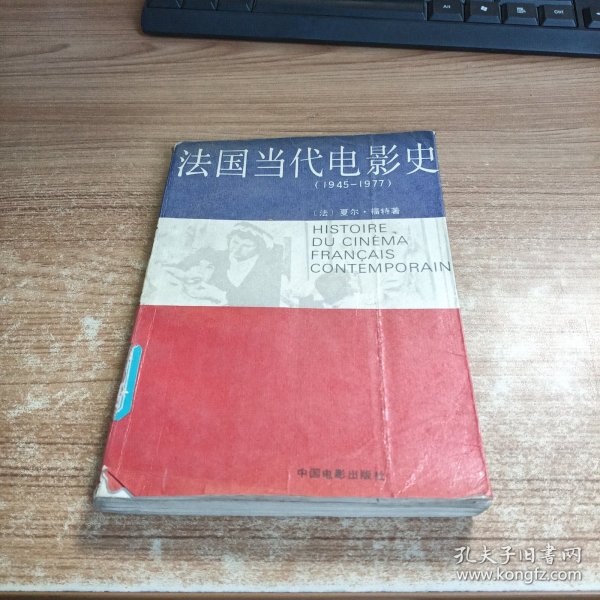 法国当代电影史
(1945-1977)
〔法〕夏尔·福特著
HISTOIRE
DU CINÉMA
FRANÇAIS
CONTEMPORAIN
中国电影出版社
孔夫子旧书网
www.kongfz.com